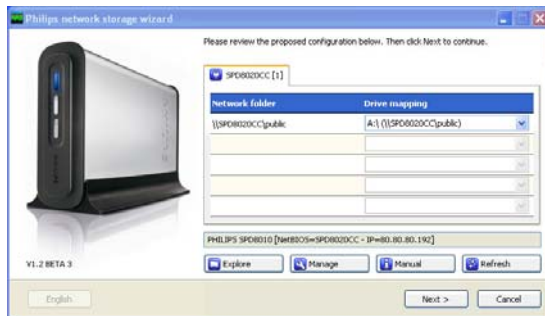 Philips network storage wizard
Please review the proposed configuration below. Then click Next to continue.
SPD8020CC [1]
Network folder
Drive mapping
\\SPD8020CC\public
A:\ (\\SPD8020CC\public)
PHILIPS SPD8010 [NetBIOS=SPD8020CC - IP=80.80.80.192]
V1.2 BETA 3
Explore
Manage
Manual
Refresh
English
Next >
Cancel